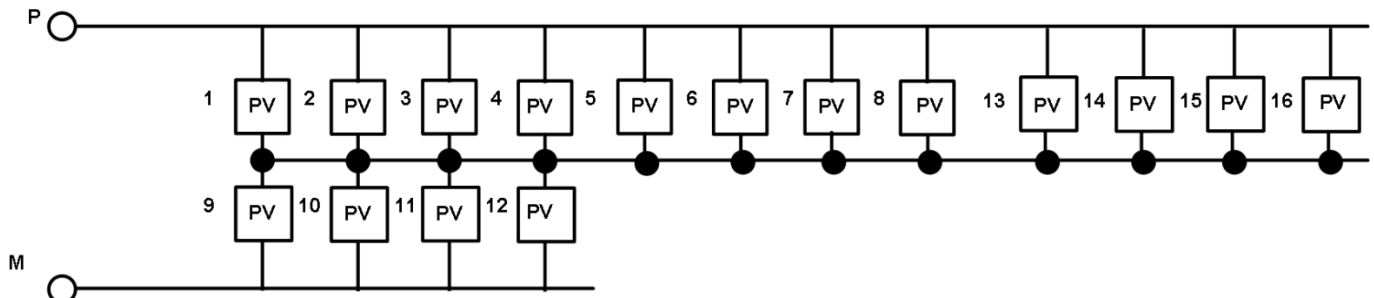 P
1 PV 2 PV 3 PV 4 PV 5 PV 6 PV 7 PV 8 PV 13 PV 14 PV 15 PV 16 PV
9 PV 10 PV 11 PV 12 PV
M